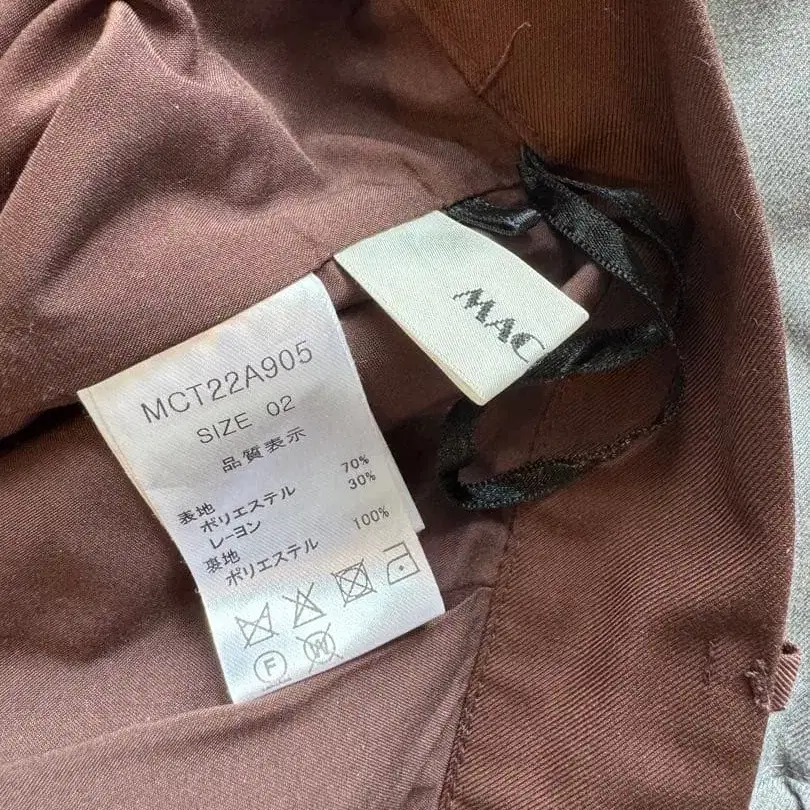 MAC
MCT22A905
SIZE 02
品質表示
表地
ポリエステル 70%
レーヨン 30%
裏地
ポリエステル 100%
F
W